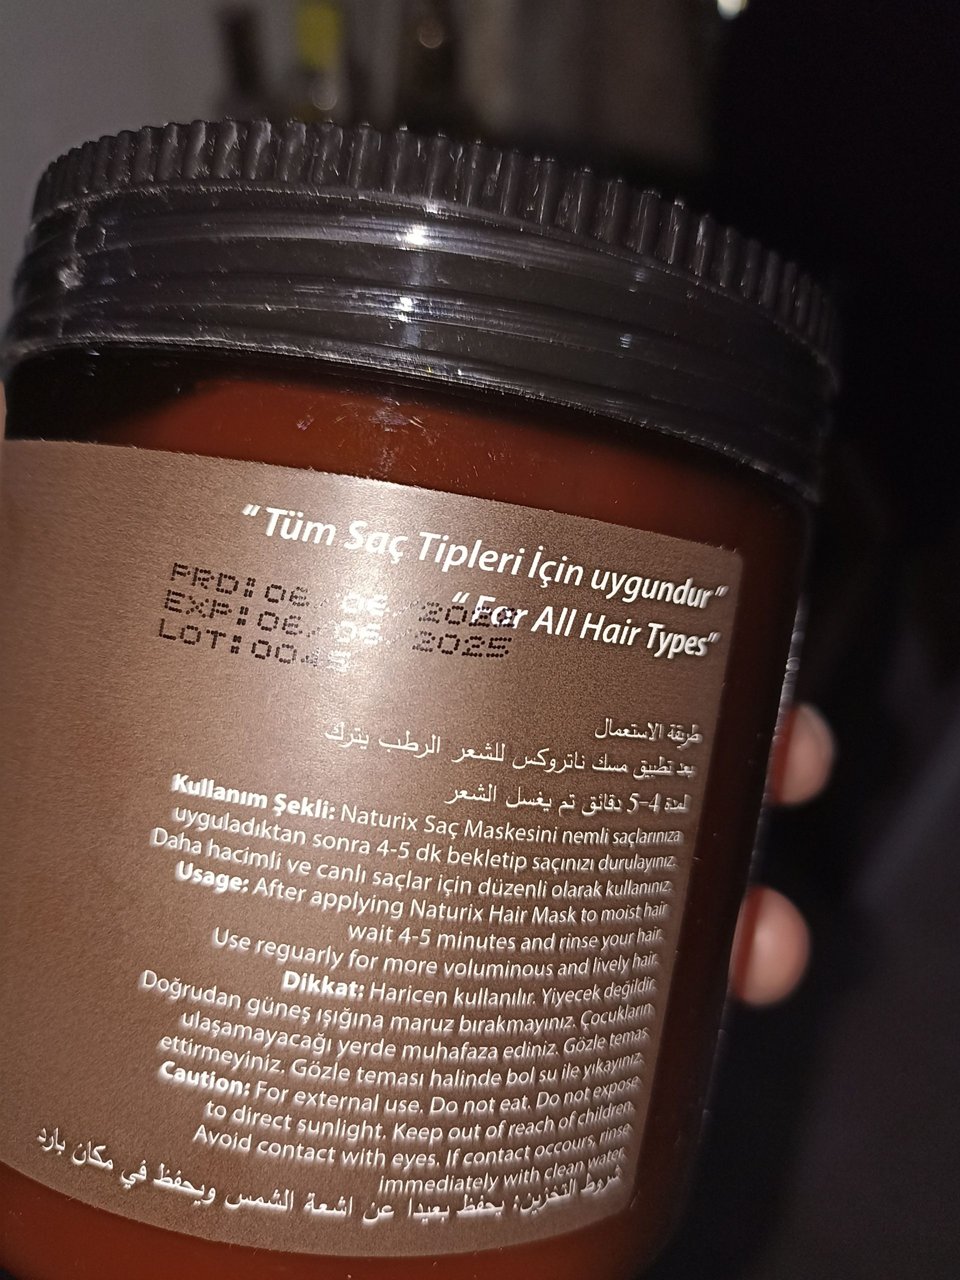 "Tüm Saç Tipleri İçin uygundur"
"For All Hair Types"
PRD:06/06/202
EXP:06/06/2025
LOT:004
طريقة الاستعمال
بعد تطبيق مسك ناتروكس للشعر الرطب يترك
لمدة 4-5 دقائق تم يغسل الشعر
Kullanım Şekli: Naturix Saç Maskesini nemli saçlarınıza
uyguladıktan sonra 4-5 dk bekletip saçınızı durulayınız.
Daha hacimli ve canlı saçlar için düzenli olarak kullanınız.
Usage: After applying Naturix Hair Mask to moist hair
wait 4-5 minutes and rinse your hair.
Use reguarly for more voluminous and lively hair.
Dikkat: Haricen kullanılır. Yiyecek değildir.
Doğrudan güneş ışığına maruz bırakmayınız. Çocukların
ulaşamayacağı yerde muhafaza ediniz. Gözle temas
ettirmeyiniz. Gözle teması halinde bol su ile yıkayınız.
Caution: For external use. Do not eat. Do not expose
to direct sunlight. Keep out of reach of children.
Avoid contact with eyes. If contact occours, rinse
immediately with clean water.
شروط التخزين: يحفظ بعيدا عن اشعة الشمس ويحفظ في مكان بارد